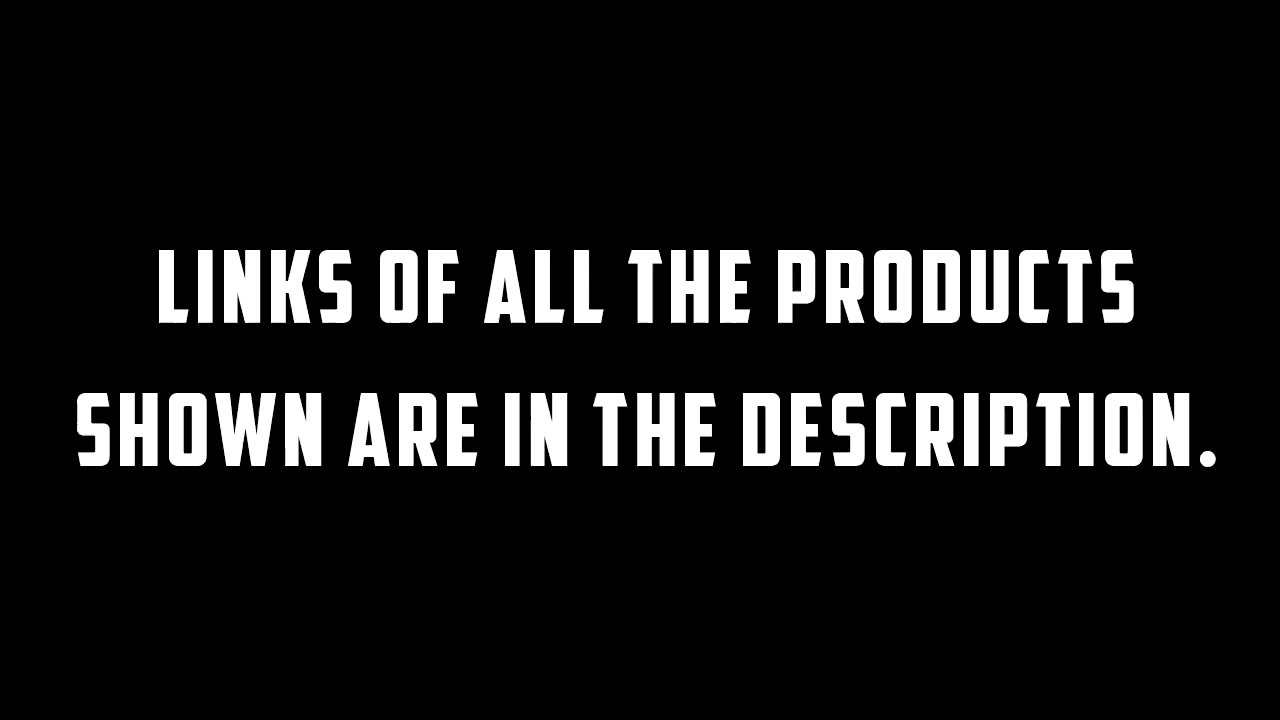 LINKS OF ALL THE PRODUCTS
SHOWN ARE IN THE DESCRIPTION.